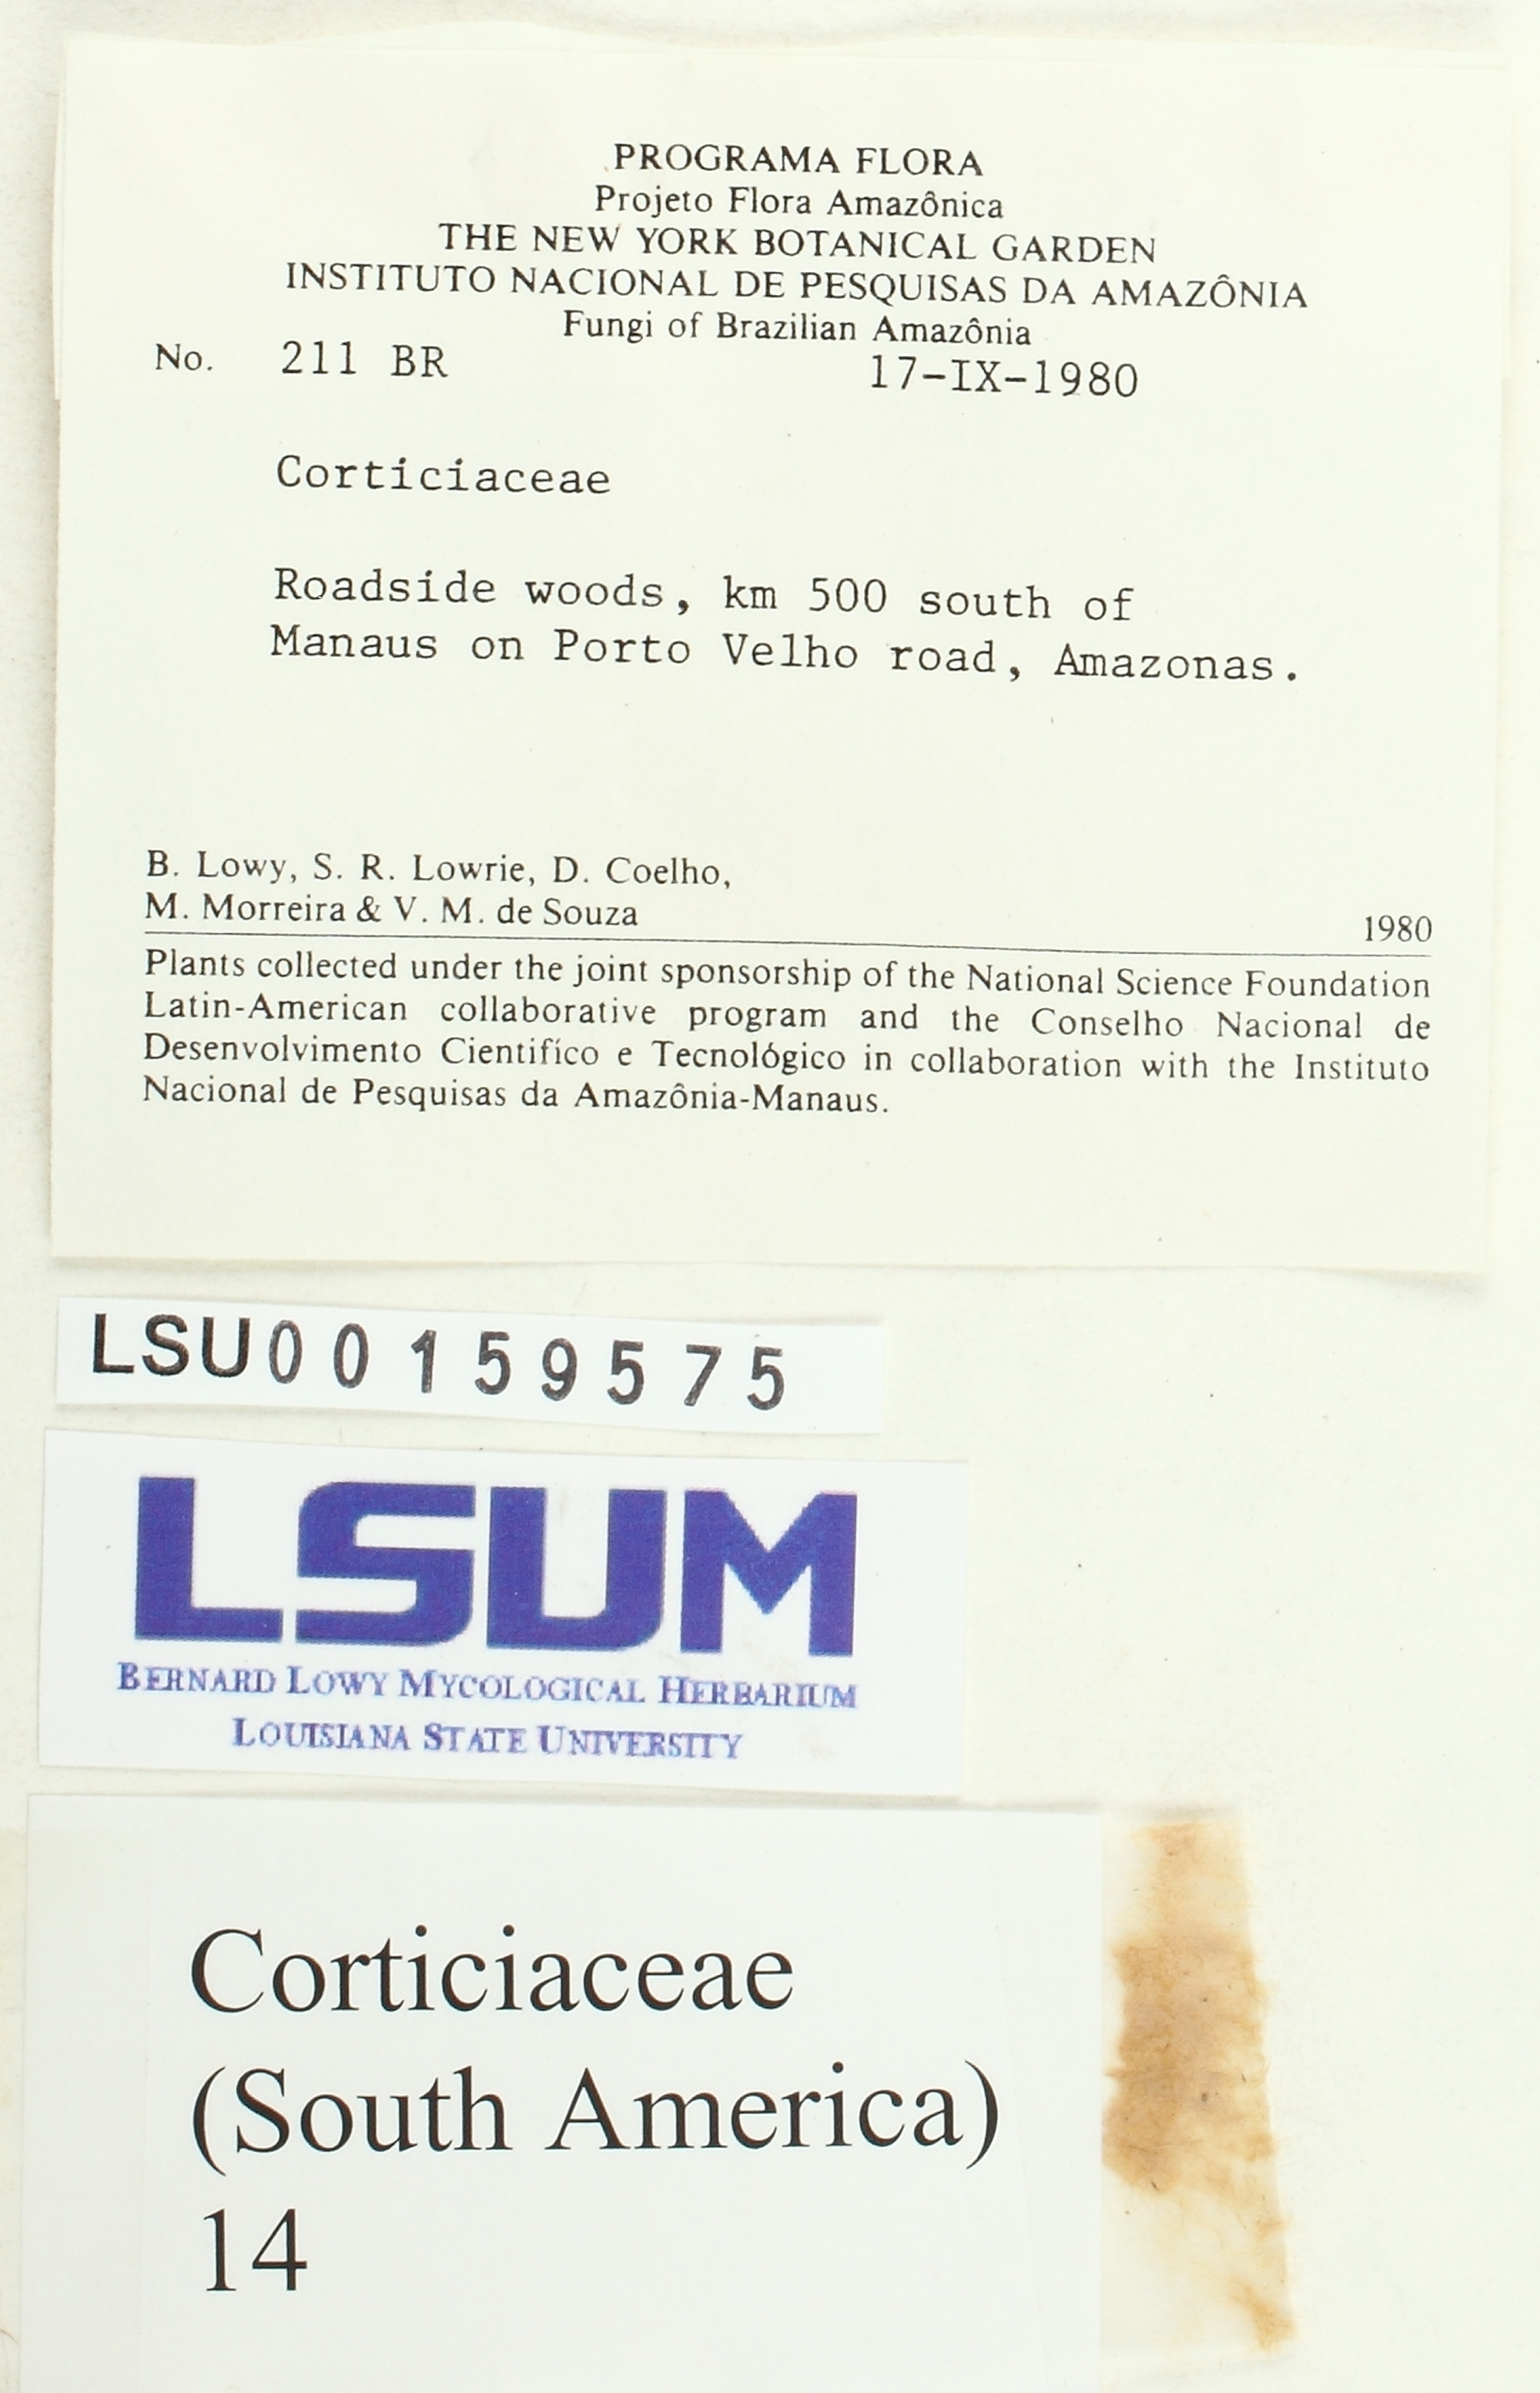 PROGRAMA FLORA
Projeto Flora Amazônica
THE NEW YORK BOTANICAL GARDEN
INSTITUTO NACIONAL DE PESQUISAS DA AMAZÔNIA
Fungi of Brazilian Amazônia
No. 211 BR 17-IX-1980
Corticiaceae
Roadside woods, km 500 south of
Manaus on Porto Velho road, Amazonas.
B. Lowy, S. R. Lowrie, D. Coelho,
M. Morreira & V. M. de Souza 1980
Plants collected under the joint sponsorship of the National Science Foundation
Latin-American collaborative program and the Conselho Nacional de
Desenvolvimento Cientifíco e Tecnológico in collaboration with the Instituto
Nacional de Pesquisas da Amazônia-Manaus.
LSU00159575
LSUM
BERNARD LOWY MYCOLOGICAL HERBARIUM
LOUISIANA STATE UNIVERSITY
Corticiaceae
(South America)
14